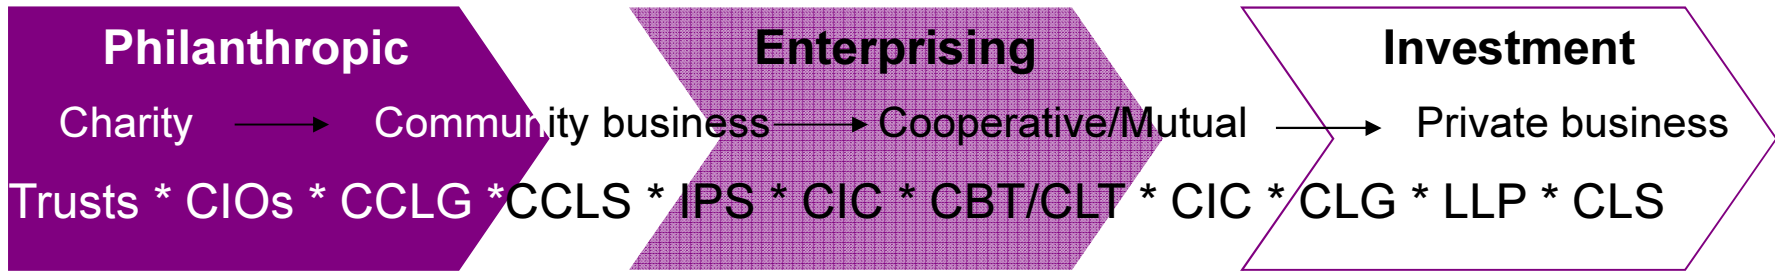 Philanthropic Enterprising Investment
Charity Community business Cooperative/Mutual Private business
Trusts * CIOs * CCLG *CCLS * IPS * CIC * CBT/CLT * CIC * CLG * LLP * CLS